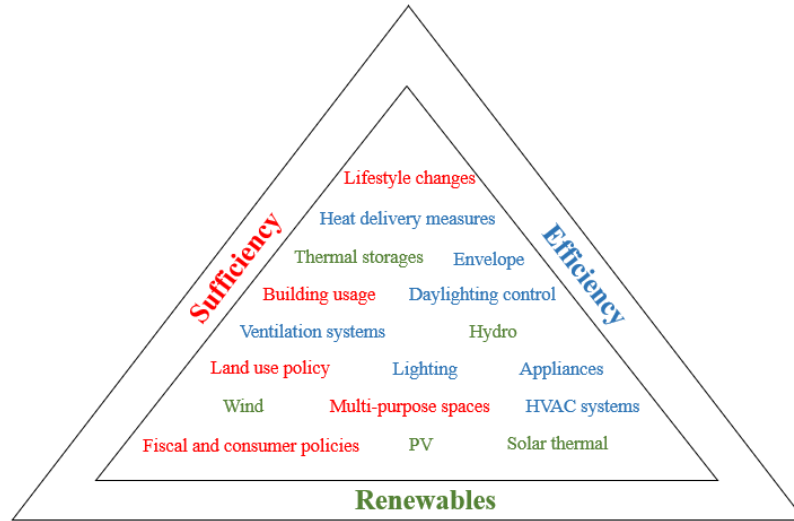 Sufficiency
Efficiency
Lifestyle changes
Heat delivery measures
Thermal storages Envelope
Building usage Daylighting control
Ventilation systems Hydro
Land use policy Lighting Appliances
Wind Multi-purpose spaces HVAC systems
Fiscal and consumer policies PV Solar thermal
Renewables